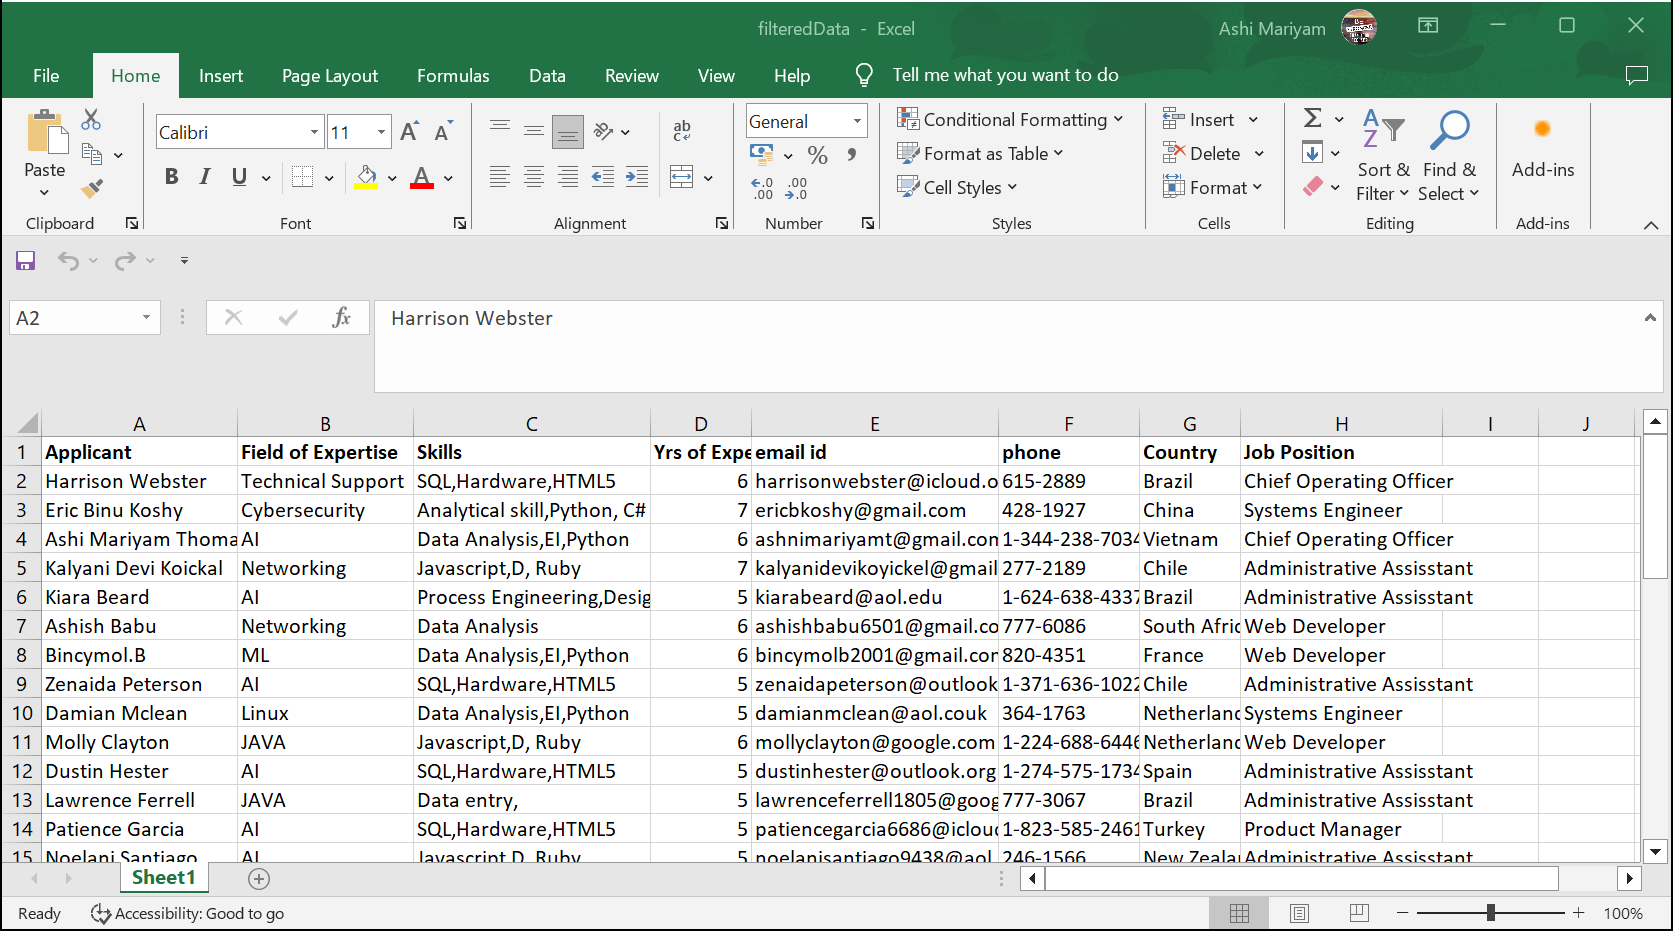 filteredData - Excel
Ashi Mariyam
File Home Insert Page Layout Formulas Data Review View Help Tell me what you want to do
Paste
Calibri 11
B I U
ab
General
Conditional Formatting
Format as Table
Cell Styles
Insert
Delete
Format
Sort & Filter
Find & Select
Add-ins
Clipboard Font Alignment Number Styles Cells Editing Add-ins
A2 fx Harrison Webster
A B C D E F G H I J
1 Applicant Field of Expertise Skills Yrs of Expe email id phone Country Job Position
2 Harrison Webster Technical Support SQL,Hardware,HTML5 6 harrisonwebster@icloud.o 615-2889 Brazil Chief Operating Officer
3 Eric Binu Koshy Cybersecurity Analytical skill,Python, C# 7 ericbkoshy@gmail.com 428-1927 China Systems Engineer
4 Ashi Mariyam Thoma AI Data Analysis,EI,Python 6 ashnimariyamt@gmail.con 1-344-238-7034 Vietnam Chief Operating Officer
5 Kalyani Devi Koickal Networking Javascript,D, Ruby 7 kalyanidevikoyickel@gmail 277-2189 Chile Administrative Assisstant
6 Kiara Beard AI Process Engineering,Desig 5 kiarabeard@aol.edu 1-624-638-4337 Brazil Administrative Assisstant
7 Ashish Babu Networking Data Analysis 6 ashishbabu6501@gmail.co 777-6086 South Afric Web Developer
8 Bincymol.B ML Data Analysis,EI,Python 6 bincymolb2001@gmail.con 820-4351 France Web Developer
9 Zenaida Peterson AI SQL,Hardware,HTML5 5 zenaidapeterson@outlook 1-371-636-1022 Chile Administrative Assisstant
10 Damian Mclean Linux Data Analysis,EI,Python 5 damianmclean@aol.couk 364-1763 Netherland Systems Engineer
11 Molly Clayton JAVA Javascript,D, Ruby 6 mollyclayton@google.com 1-224-688-6446 Netherland Web Developer
12 Dustin Hester AI SQL,Hardware,HTML5 5 dustinhester@outlook.org 1-274-575-1734 Spain Administrative Assisstant
13 Lawrence Ferrell JAVA Data entry, 5 lawrenceferrell1805@goog 777-3067 Brazil Administrative Assisstant
14 Patience Garcia AI SQL,Hardware,HTML5 5 patiencegarcia6686@icloud 1-823-585-2461 Turkey Product Manager
15 Noelani Santiago AI Javascript,D, Ruby 5 noelanisantiago9438@aol 246-1566 New Zeala Administrative Assisstant
Sheet1
Ready Accessibility: Good to go 100%